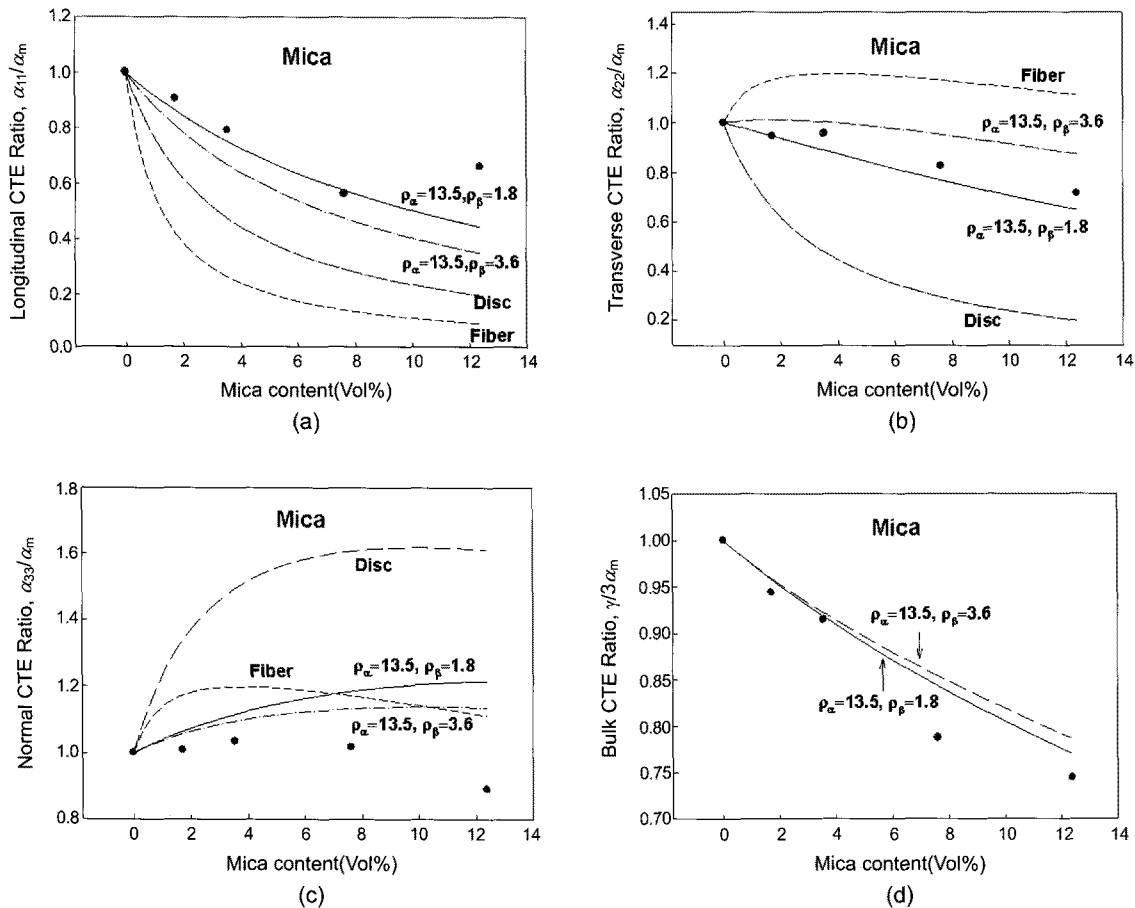 Mica
Longitudinal CTE Ratio, α11/αm
1.2
1.0
0.8
0.6
0.4
0.2
0.0
ρα=13.5,ρβ=1.8
ρα=13.5,ρβ=3.6
Disc
Fiber
0 2 4 6 8 10 12 14
Mica content(Vol%)
(a)
Mica
Transverse CTE Ratio, α22/αm
1.4
1.2
1.0
0.8
0.6
0.4
0.2
Fiber
ρα=13.5, ρβ=3.6
ρα=13.5, ρβ=1.8
Disc
0 2 4 6 8 10 12 14
Mica content(Vol%)
(b)
Mica
Normal CTE Ratio, α33/αm
1.8
1.6
1.4
1.2
1.0
0.8
Disc
Fiber
ρα=13.5, ρβ=1.8
ρα=13.5, ρβ=3.6
0 2 4 6 8 10 12 14
Mica content(Vol%)
(c)
Mica
Bulk CTE Ratio, γ/3αm
1.05
1.00
0.95
0.90
0.85
0.80
0.75
0.70
ρα=13.5, ρβ=3.6
ρα=13.5, ρβ=1.8
0 2 4 6 8 10 12 14
Mica content(Vol%)
(d)